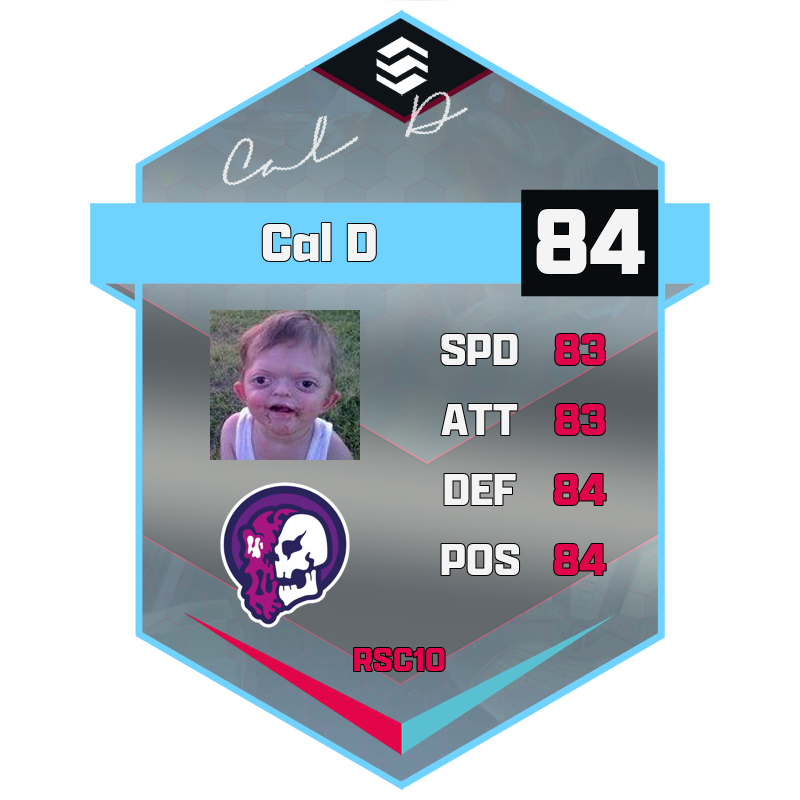 Cal D
Cal D 84
SPD 83
ATT 83
DEF 84
POS 84
RSC10